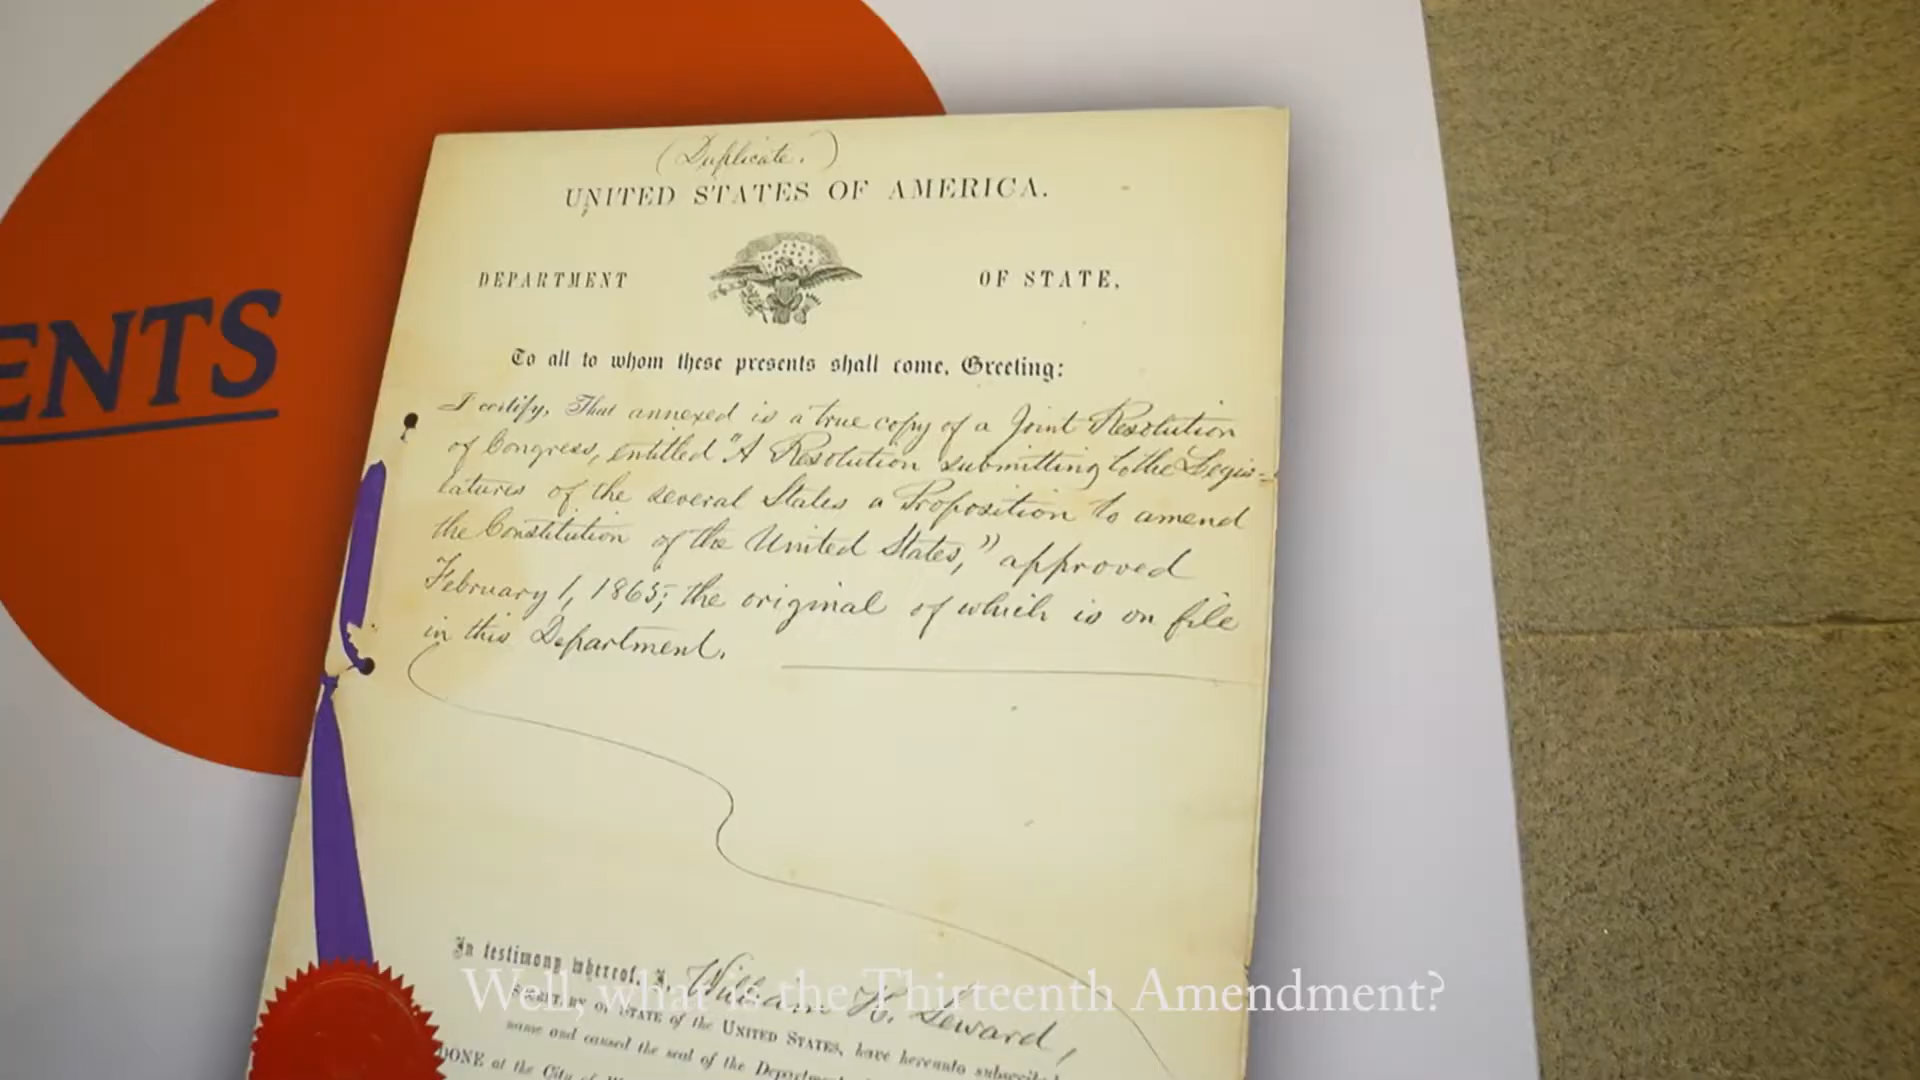 ENTS
(Duplicate.)
UNITED STATES OF AMERICA.
DEPARTMENT OF STATE,
To all to whom these presents shall come, Greeting:
I certify, That annexed is a true copy of a Joint Resolution
of Congress, entitled "A Resolution submitting to the Legis-
latures of the several States a Proposition to amend
the Constitution of the United States," approved
February 1, 1865; the original of which is on file
in this Department.
In testimony whereof, I, William H. Seward,
SECRETARY OF STATE of the UNITED STATES, have hereunto subscribed
name and caused the seal of the Department
DONE at the City of
Well, what is the Thirteenth Amendment?